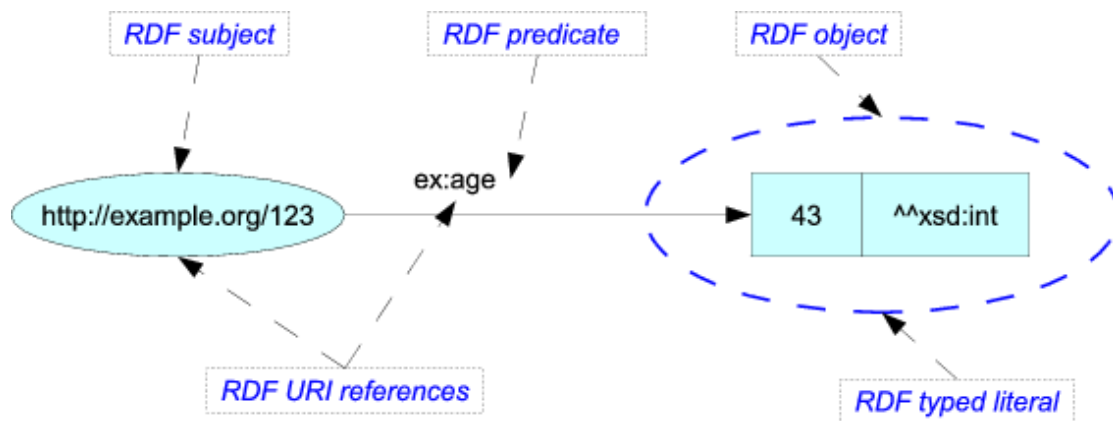 RDF subject
RDF predicate
RDF object
ex:age
http://example.org/123
43
^^xsd:int
RDF URI references
RDF typed literal